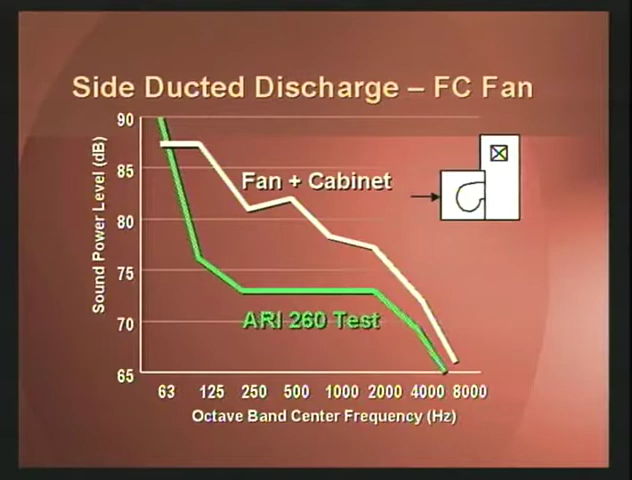 Side Ducted Discharge – FC Fan
90
85
80
75
70
65
Sound Power Level (dB)
Fan + Cabinet
ARI 260 Test
63 125 250 500 1000 2000 4000 8000
Octave Band Center Frequency (Hz)